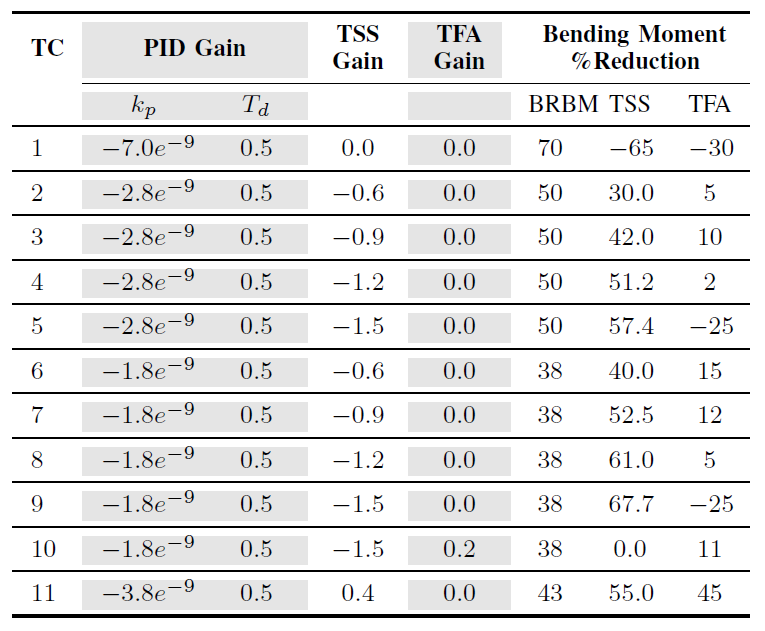 TC PID Gain TSS Gain TFA Gain Bending Moment %Reduction
kp Td BRBM TSS TFA
1 −7.0e−9 0.5 0.0 0.0 70 −65 −30
2 −2.8e−9 0.5 −0.6 0.0 50 30.0 5
3 −2.8e−9 0.5 −0.9 0.0 50 42.0 10
4 −2.8e−9 0.5 −1.2 0.0 50 51.2 2
5 −2.8e−9 0.5 −1.5 0.0 50 57.4 −25
6 −1.8e−9 0.5 −0.6 0.0 38 40.0 15
7 −1.8e−9 0.5 −0.9 0.0 38 52.5 12
8 −1.8e−9 0.5 −1.2 0.0 38 61.0 5
9 −1.8e−9 0.5 −1.5 0.0 38 67.7 −25
10 −1.8e−9 0.5 −1.5 0.2 38 0.0 11
11 −3.8e−9 0.5 0.4 0.0 43 55.0 45